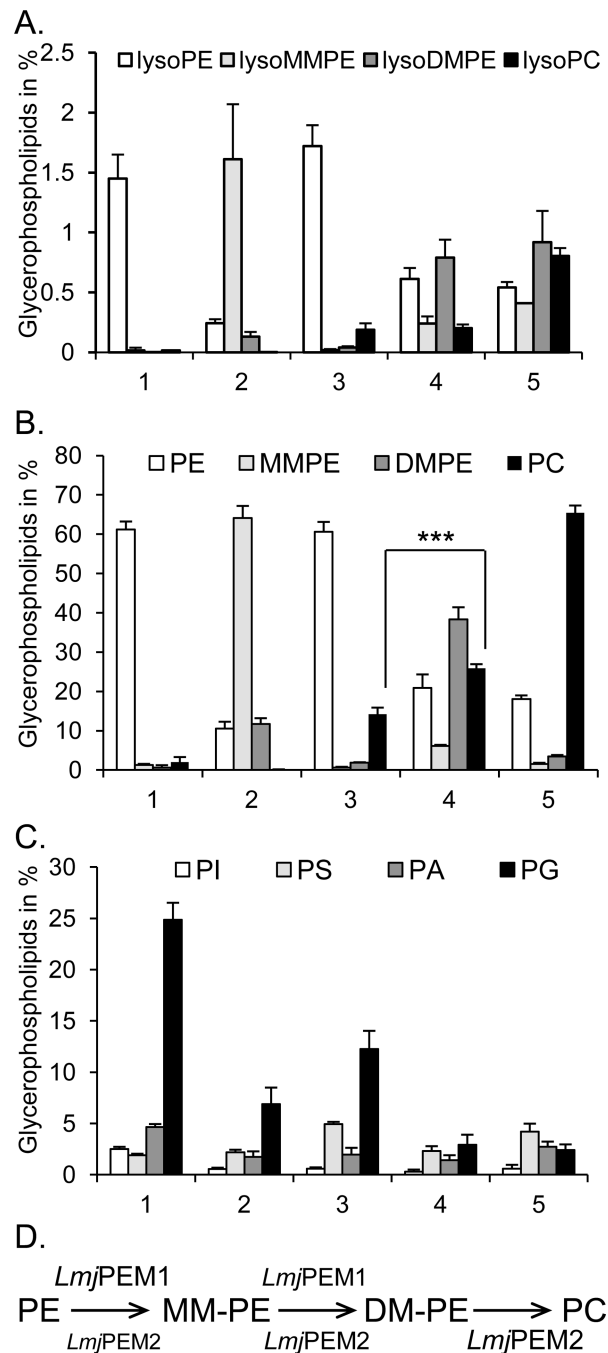 A.
Glycerophospholipids in %
lysoPE lysoMMPE lysoDMPE lysoPC
2.5
2
1.5
1
0.5
0
1 2 3 4 5
B.
Glycerophospholipids in %
PE MMPE DMPE PC
80
70
60
50
40
30
20
10
0
***
1 2 3 4 5
C.
Glycerophospholipids in %
PI PS PA PG
30
25
20
15
10
5
0
1 2 3 4 5
D.
LmjPEM1 LmjPEM1
PE MM-PE DM-PE PC
LmjPEM2 LmjPEM2 LmjPEM2